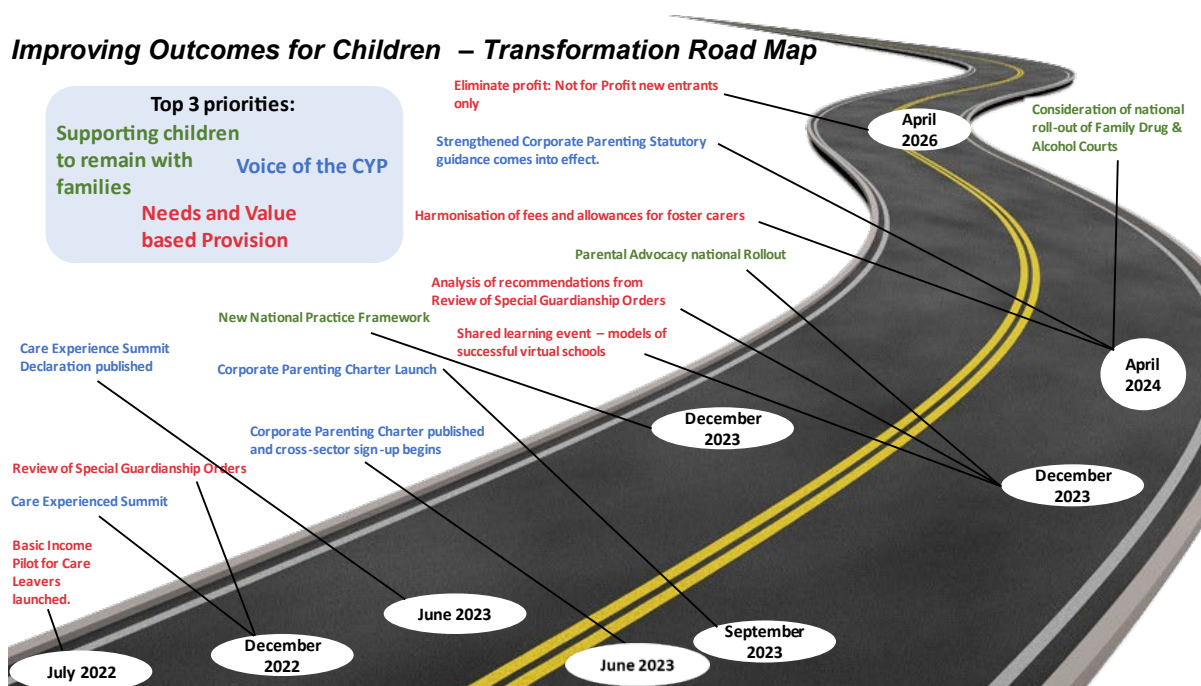 Improving Outcomes for Children – Transformation Road Map
Top 3 priorities:
Supporting children
to remain with
families
Voice of the CYP
Needs and Value
based Provision
Eliminate profit: Not for Profit new entrants
only
April
2026
Consideration of national
roll-out of Family Drug &
Alcohol Courts
Strengthened Corporate Parenting Statutory
guidance comes into effect.
Harmonisation of fees and allowances for foster carers
Parental Advocacy national Rollout
Analysis of recommendations from
Review of Special Guardianship Orders
New National Practice Framework
Shared learning event – models of
successful virtual schools
Care Experience Summit
Declaration published
Corporate Parenting Charter Launch
April
2024
December
2023
Corporate Parenting Charter published
and cross-sector sign-up begins
Review of Special Guardianship Orders
December
2023
Care Experienced Summit
Basic Income
Pilot for Care
Leavers
launched.
June 2023
September
2023
December
2022
June 2023
July 2022